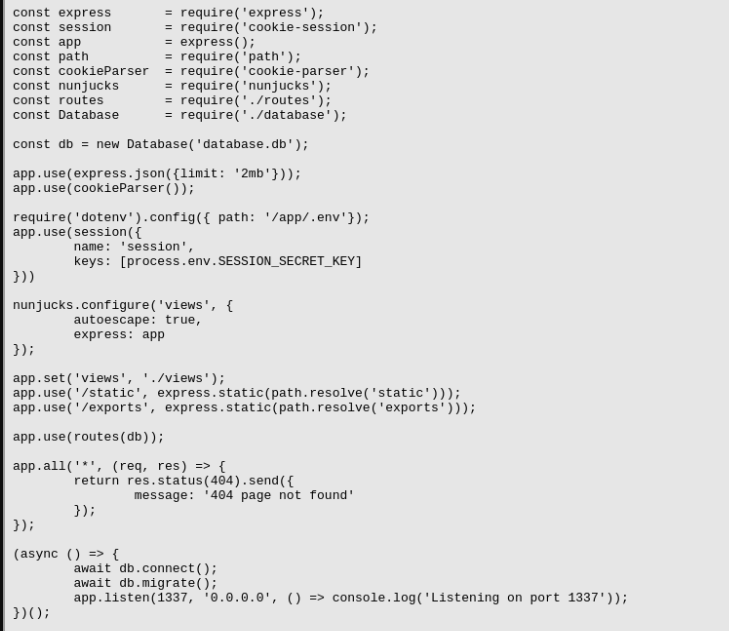 const express       = require('express');
const session       = require('cookie-session');
const app           = express();
const path          = require('path');
const cookieParser  = require('cookie-parser');
const nunjucks      = require('nunjucks');
const routes        = require('./routes');
const Database      = require('./database');

const db = new Database('database.db');

app.use(express.json({limit: '2mb'}));
app.use(cookieParser());

require('dotenv').config({ path: '/app/.env'});
app.use(session({
        name: 'session',
        keys: [process.env.SESSION_SECRET_KEY]
}))

nunjucks.configure('views', {
        autoescape: true,
        express: app
});

app.set('views', './views');
app.use('/static', express.static(path.resolve('static')));
app.use('/exports', express.static(path.resolve('exports')));

app.use(routes(db));

app.all('*', (req, res) => {
        return res.status(404).send({
                message: '404 page not found'
        });
});

(async () => {
        await db.connect();
        await db.migrate();
        app.listen(1337, '0.0.0.0', () => console.log('Listening on port 1337'));
})();